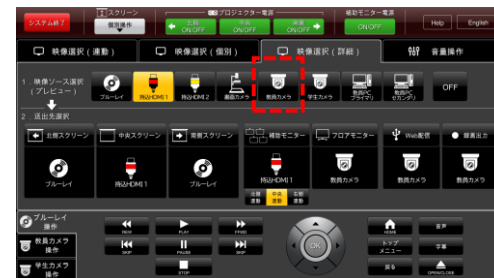 システム終了
1 スクリーン
個別操作
2 プロジェクター電源
北側
ON/OFF
中央
ON/OFF
南側
ON/OFF
補助モニター電源
ON/OFF
Help
English
映像選択(連動)
映像選択(個別)
映像選択(詳細)
音量操作
1. 映像ソース選択
(プレビュー)
ブルーレイ
持込HDMI1
持込HDMI2
書画カメラ
教員カメラ
学生カメラ
教員PC
プライマリ
教員PC
セカンダリ
OFF
2. 送出先選択
北側スクリーン
中央スクリーン
南側スクリーン
補助モニター
フロアモニター
Web配信
録画出力
ブルーレイ
持込HDMI1
ブルーレイ
持込HDMI1
教員カメラ
教員カメラ
教員カメラ
北側
連動
中央
連動
右側
連動
ブルーレイ
操作
教員カメラ
操作
学生カメラ
操作
REW
PLAY
FFWD
SKIP
PAUSE
SKIP
STOP
OK
HOME
音声
トップ
メニュー
字幕
戻る
OPEN/CLOSE